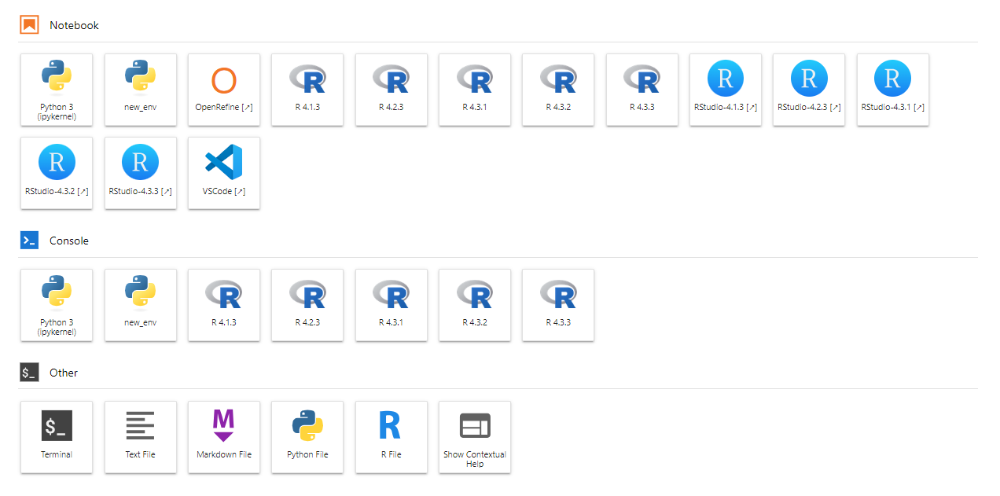 Notebook
Python 3
(ipykernel)
new_env
OpenRefine [↗]
R 4.1.3
R 4.2.3
R 4.3.1
R 4.3.2
R 4.3.3
RStudio-4.1.3 [↗]
RStudio-4.2.3 [↗]
RStudio-4.3.1 [↗]
RStudio-4.3.2 [↗]
RStudio-4.3.3 [↗]
VSCode [↗]
Console
Python 3
(ipykernel)
new_env
R 4.1.3
R 4.2.3
R 4.3.1
R 4.3.2
R 4.3.3
$_ Other
$_
Terminal
Text File
M
Markdown File
Python File
R
R File
Show Contextual
Help